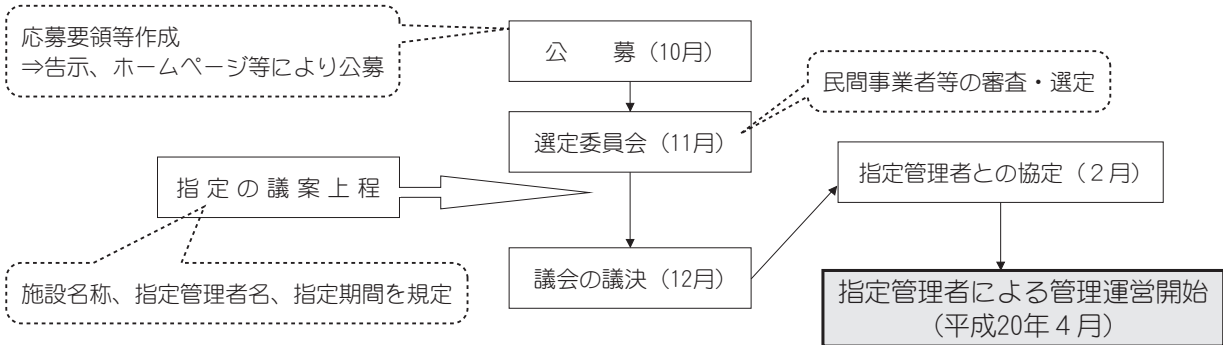 応募要領等作成
⇒告示、ホームページ等により公募
公　　募（10月）
民間事業者等の審査・選定
選定委員会（11月）
指定の議案上程
指定管理者との協定（２月）
施設名称、指定管理者名、指定期間を規定
議会の議決（12月）
指定管理者による管理運営開始
（平成20年４月）